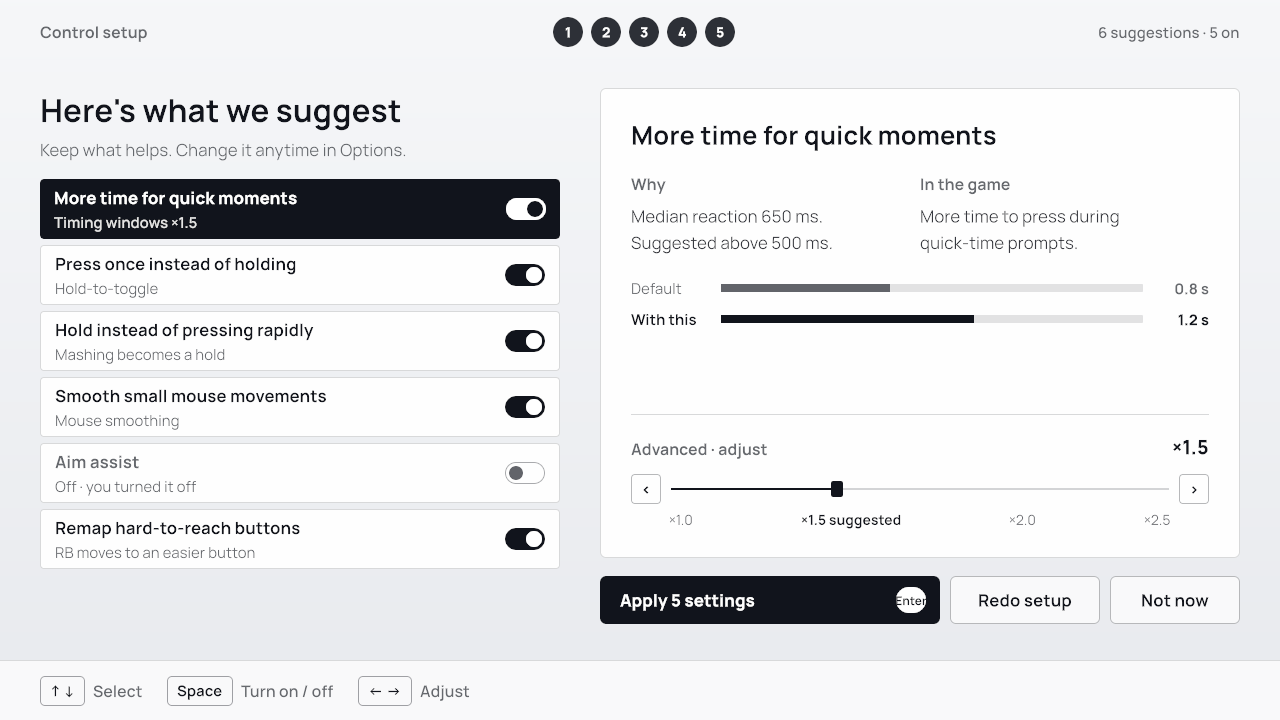 Control setup
1 2 3 4 5
6 suggestions · 5 on
Here's what we suggest
Keep what helps. Change it anytime in Options.
More time for quick moments
Timing windows ×1.5
Press once instead of holding
Hold-to-toggle
Hold instead of pressing rapidly
Mashing becomes a hold
Smooth small mouse movements
Mouse smoothing
Aim assist
Off · you turned it off
Remap hard-to-reach buttons
RB moves to an easier button
More time for quick moments
Why
Median reaction 650 ms.
Suggested above 500 ms.
In the game
More time to press during
quick-time prompts.
Default 0.8 s
With this 1.2 s
Advanced · adjust ×1.5
‹ ›
×1.0 ×1.5 suggested ×2.0 ×2.5
Apply 5 settings Enter
Redo setup
Not now
↑ ↓ Select Space Turn on / off ← → Adjust